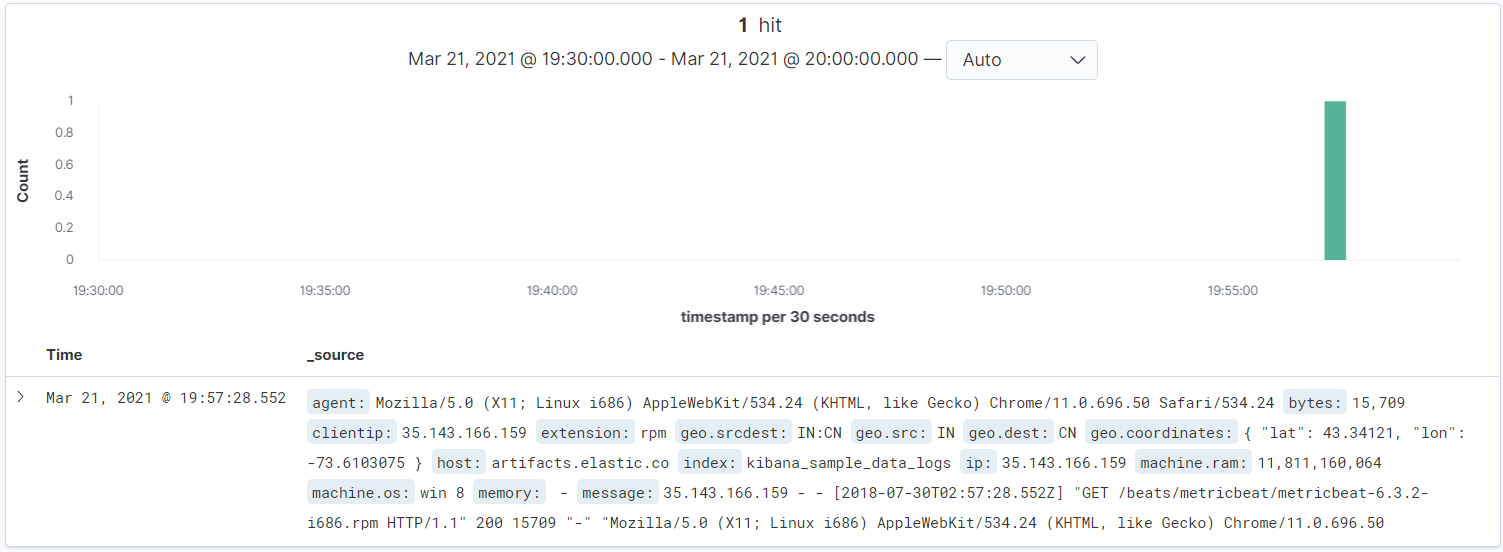 1 hit
Mar 21, 2021 @ 19:30:00.000 - Mar 21, 2021 @ 20:00:00.000 — Auto
1
0.8
0.6
0.4
0.2
0
Count
19:30:00 19:35:00 19:40:00 19:45:00 19:50:00 19:55:00
timestamp per 30 seconds
Time _source
Mar 21, 2021 @ 19:57:28.552 agent: Mozilla/5.0 (X11; Linux i686) AppleWebKit/534.24 (KHTML, like Gecko) Chrome/11.0.696.50 Safari/534.24 bytes: 15,709
clientip: 35.143.166.159 extension: rpm geo.srcdest: IN:CN geo.src: IN geo.dest: CN geo.coordinates: { "lat": 43.34121, "lon":
-73.6103075 } host: artifacts.elastic.co index: kibana_sample_data_logs ip: 35.143.166.159 machine.ram: 11,811,160,064
machine.os: win 8 memory: - message: 35.143.166.159 - - [2018-07-30T02:57:28.552Z] "GET /beats/metricbeat/metricbeat-6.3.2-
i686.rpm HTTP/1.1" 200 15709 "-" "Mozilla/5.0 (X11; Linux i686) AppleWebKit/534.24 (KHTML, like Gecko) Chrome/11.0.696.50